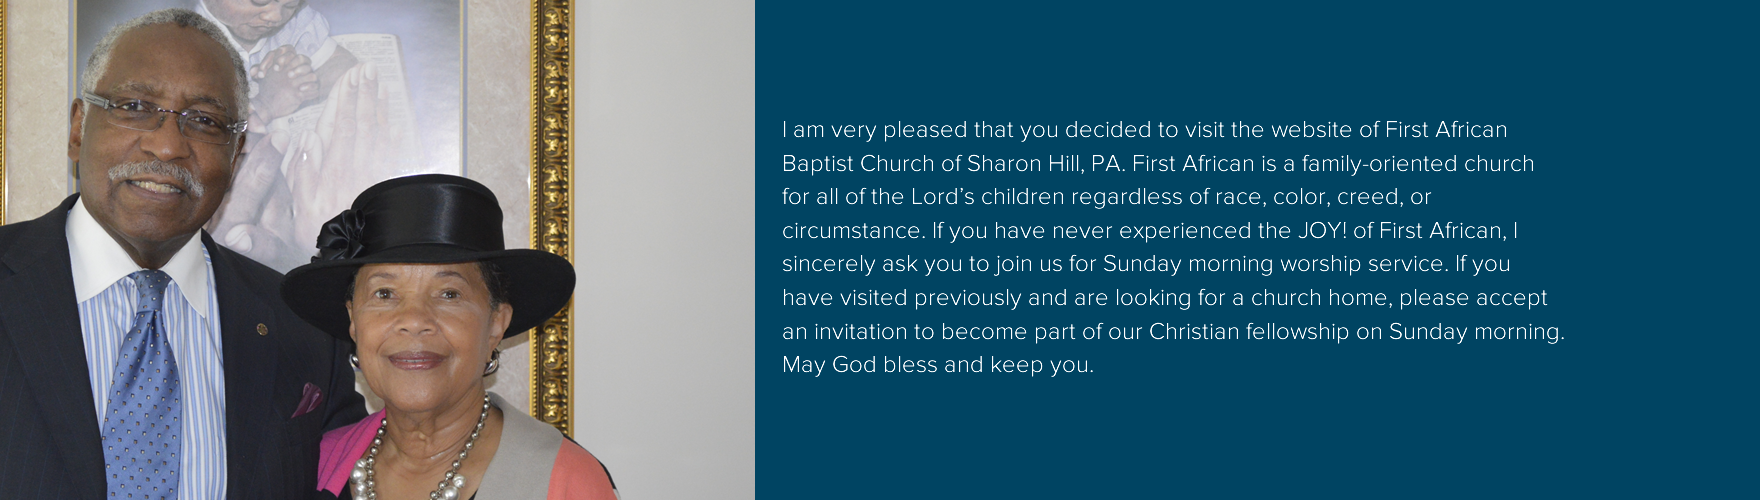 I am very pleased that you decided to visit the website of First African
Baptist Church of Sharon Hill, PA. First African is a family-oriented church
for all of the Lord’s children regardless of race, color, creed, or
circumstance. If you have never experienced the JOY! of First African, I
sincerely ask you to join us for Sunday morning worship service. If you
have visited previously and are looking for a church home, please accept
an invitation to become part of our Christian fellowship on Sunday morning.
May God bless and keep you.